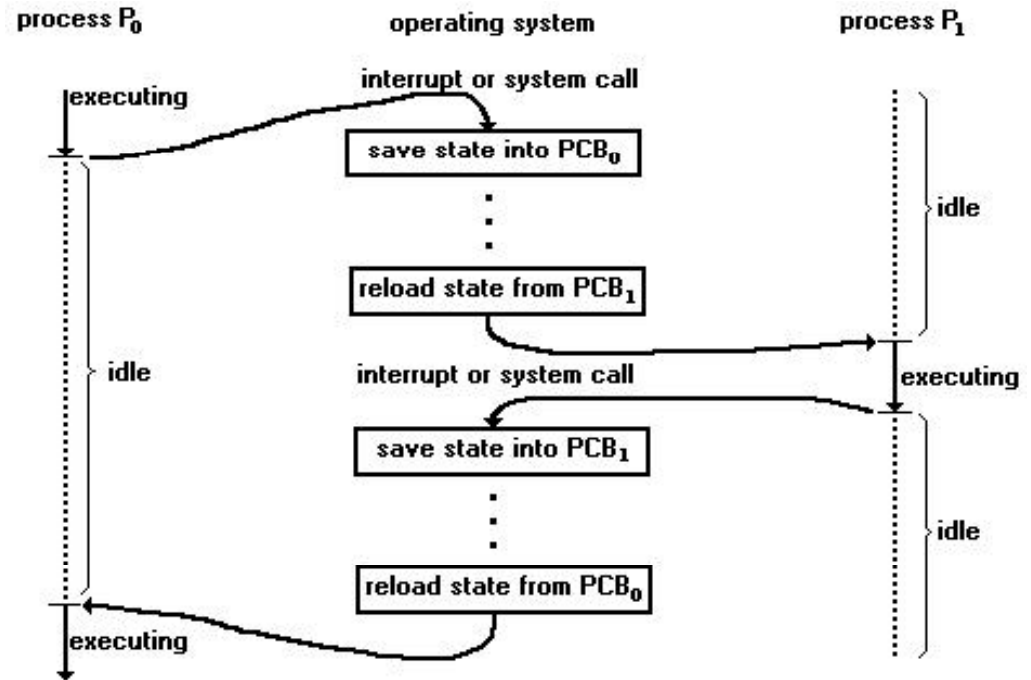 process P₀
operating system
process P₁
interrupt or system call
executing
save state into PCB₀
idle
reload state from PCB₁
idle
interrupt or system call
executing
save state into PCB₁
idle
reload state from PCB₀
executing